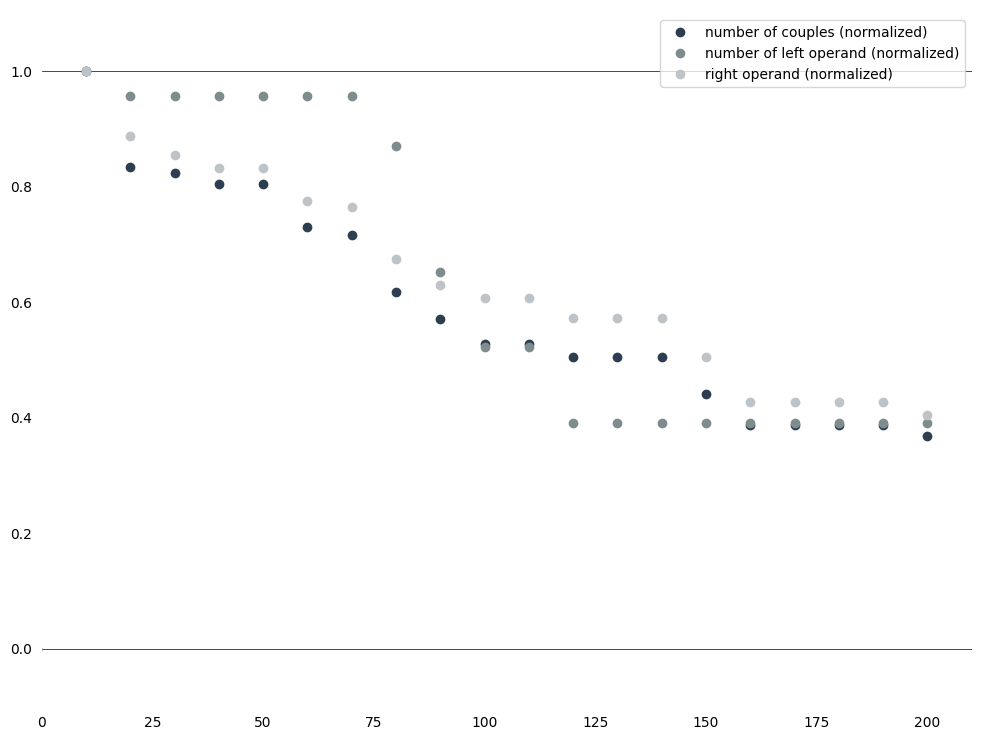 number of couples (normalized)
number of left operand (normalized)
right operand (normalized)
1.0
0.8
0.6
0.4
0.2
0.0
0 25 50 75 100 125 150 175 200